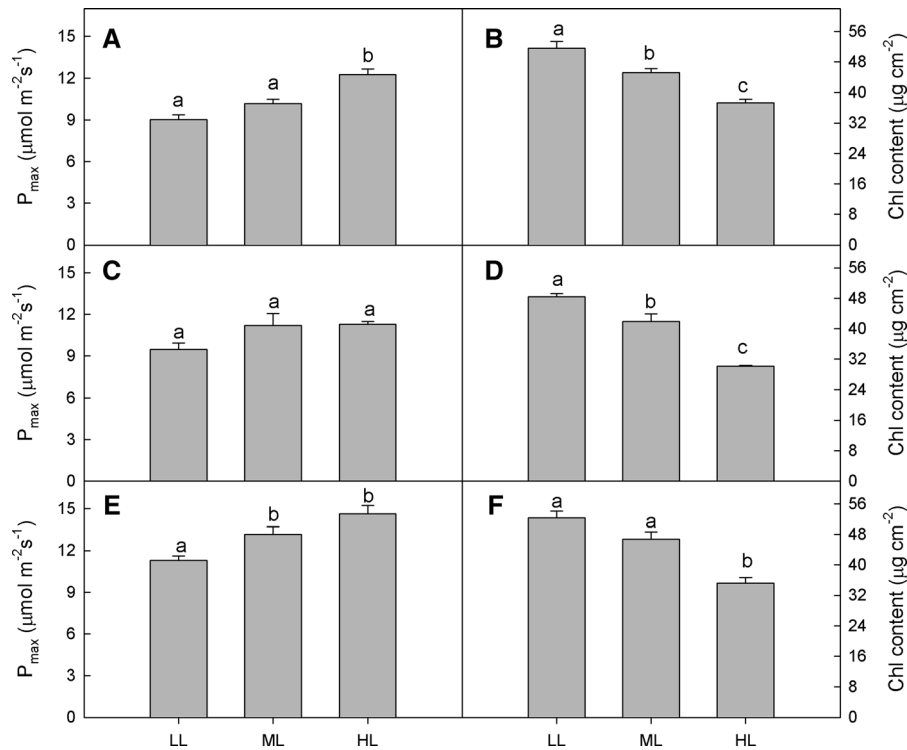 A
P_max (μmol m⁻²s⁻¹)
15
12
9
6
3
0
a
a
b
B
a
b
c
56
48
40
32
24
16
8
0
Chl content (μg cm⁻²)
C
P_max (μmol m⁻²s⁻¹)
15
12
9
6
3
0
a
a
a
D
a
b
c
56
48
40
32
24
16
8
0
Chl content (μg cm⁻²)
E
P_max (μmol m⁻²s⁻¹)
15
12
9
6
3
0
a
b
b
LL ML HL
F
a
a
b
56
48
40
32
24
16
8
0
Chl content (μg cm⁻²)
LL ML HL